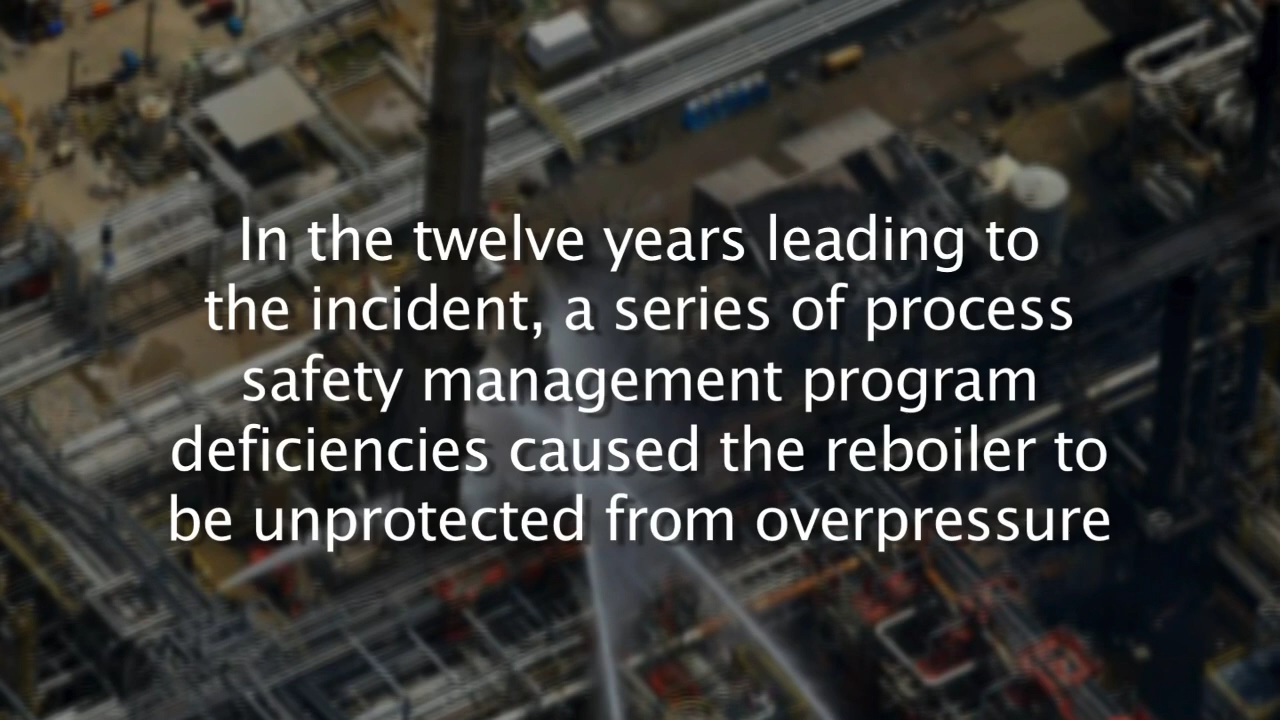 In the twelve years leading to
the incident, a series of process
safety management program
deficiencies caused the reboiler to
be unprotected from overpressure